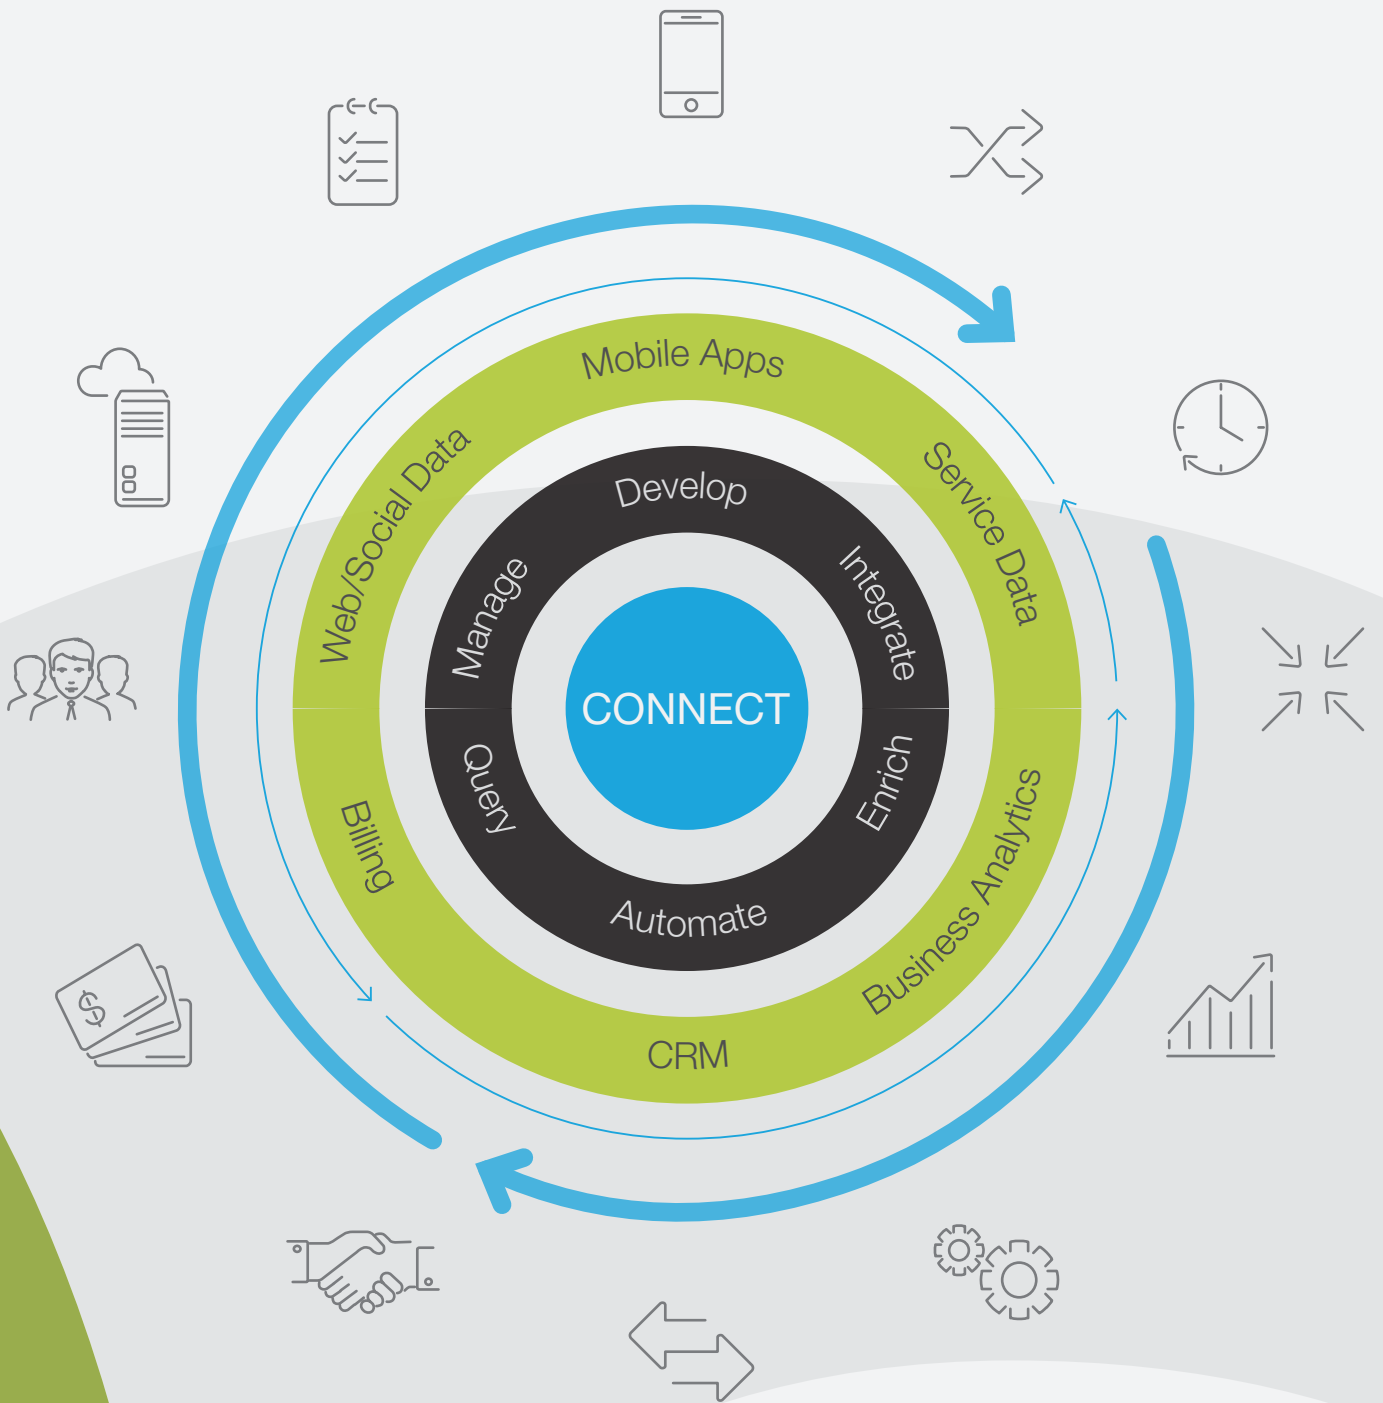 Mobile Apps
Service Data
Business Analytics
CRM
Billing
Web/Social Data
Develop
Integrate
Enrich
Automate
Query
Manage
CONNECT
$